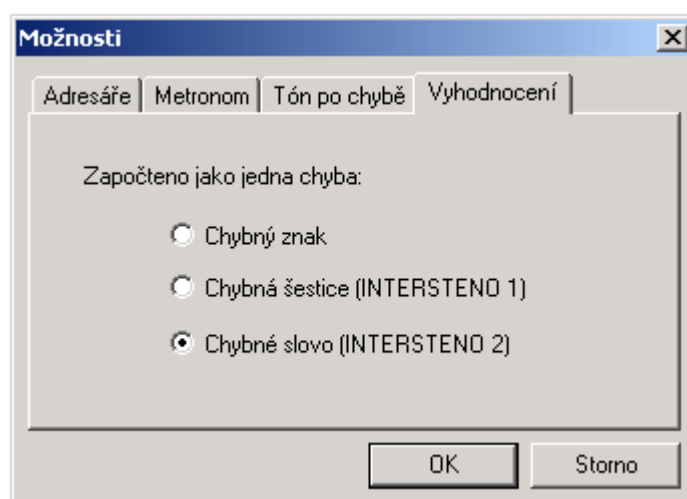 Možnosti
Adresáře Metronom Tón po chybě Vyhodnocení
Započteno jako jedna chyba:
Chybný znak
Chybná šestice (INTERSTENO 1)
Chybné slovo (INTERSTENO 2)
OK Storno